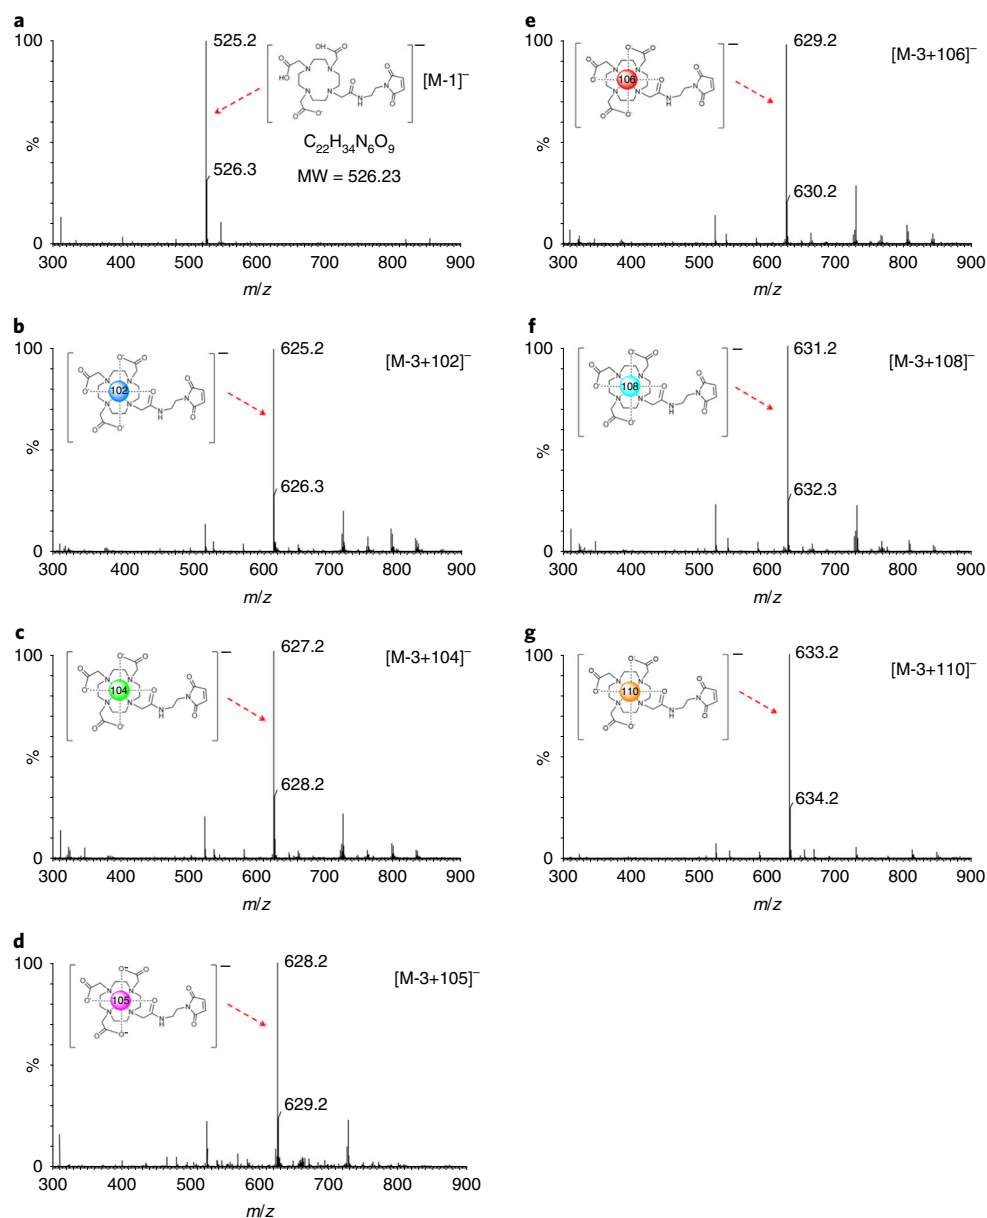 a
100
%
0
525.2
526.3
OH
O
OH
O
N
N
N
N
O
O⁻
O
N
H
N
O
O
−
[M-1]⁻
C₂₂H₃₄N₆O₉
MW = 526.23
300 400 500 600 700 800 900
m/z
b
100
%
0
625.2
626.3
102
−
[M-3+102]⁻
300 400 500 600 700 800 900
m/z
c
100
%
0
627.2
628.2
104
−
[M-3+104]⁻
300 400 500 600 700 800 900
m/z
d
100
%
0
628.2
629.2
105
−
[M-3+105]⁻
300 400 500 600 700 800 900
m/z
e
100
%
0
629.2
630.2
106
−
[M-3+106]⁻
300 400 500 600 700 800 900
m/z
f
100
%
0
631.2
632.3
108
−
[M-3+108]⁻
300 400 500 600 700 800 900
m/z
g
100
%
0
633.2
634.2
110
−
[M-3+110]⁻
300 400 500 600 700 800 900
m/z